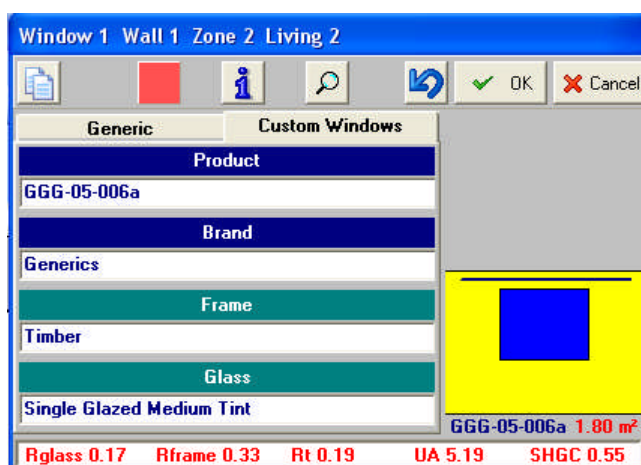 Window 1 Wall 1 Zone 2 Living 2
OK Cancel
Generic Custom Windows
Product
GGG-05-006a
Brand
Generics
Frame
Timber
Glass
Single Glazed Medium Tint
GGG-05-006a 1.80 m²
Rglass 0.17 Rframe 0.33 Rt 0.19 UA 5.19 SHGC 0.55